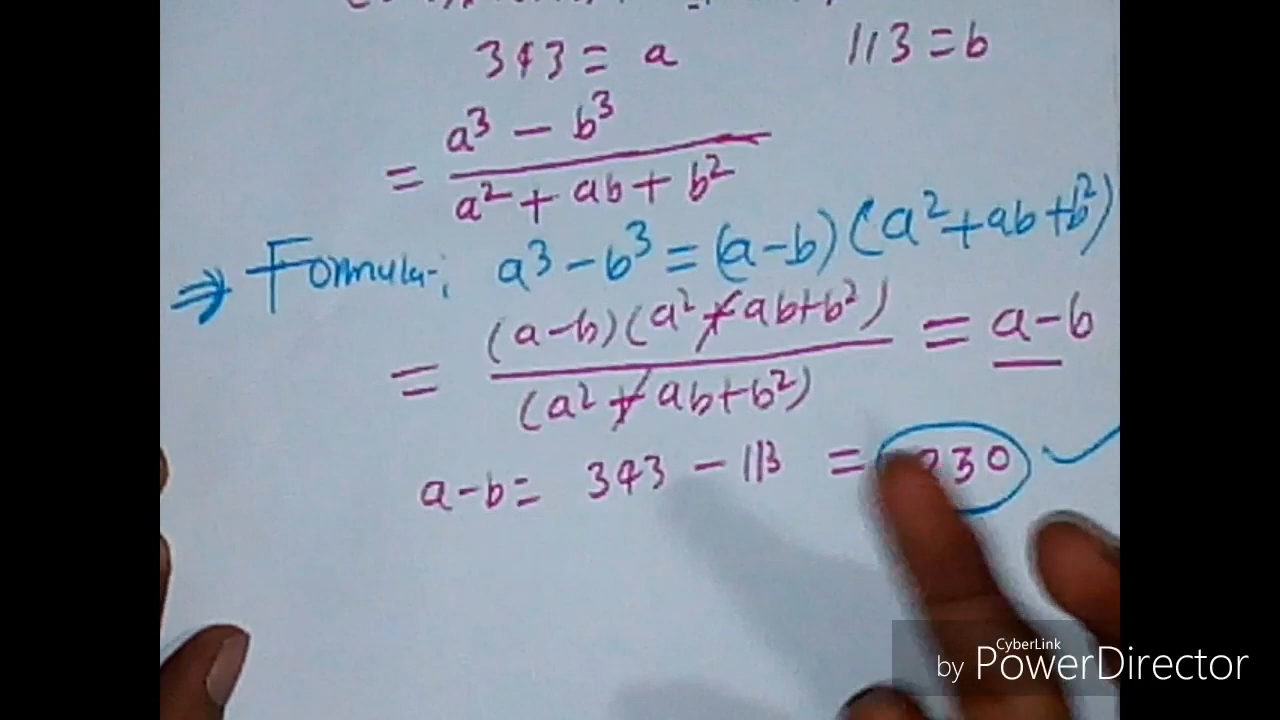 343 = a 113 = b
= a³ - b³ / a² + ab + b²
⇒ Formula-; a³ - b³ = (a - b) (a² + ab + b²)
= (a - b) (a² + ab + b²) / (a² + ab + b²) = a - b
a - b = 343 - 113 = 230
CyberLink
by PowerDirector